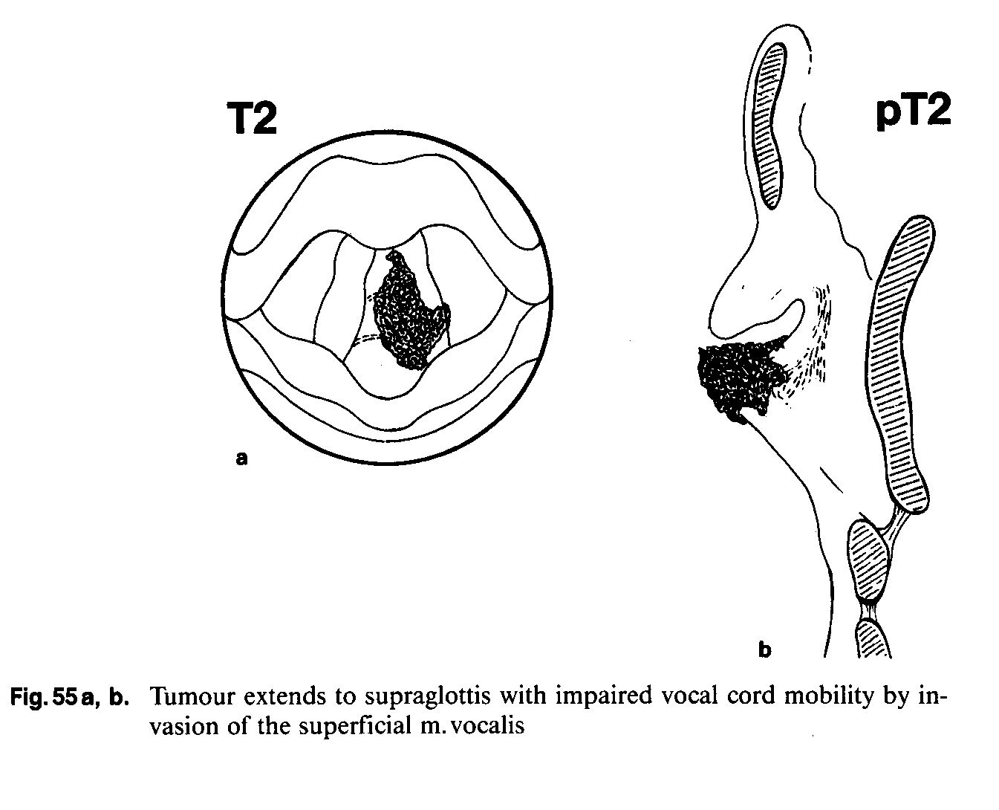 T2
pT2
a
b
Fig. 55 a, b. Tumour extends to supraglottis with impaired vocal cord mobility by in-
vasion of the superficial m. vocalis